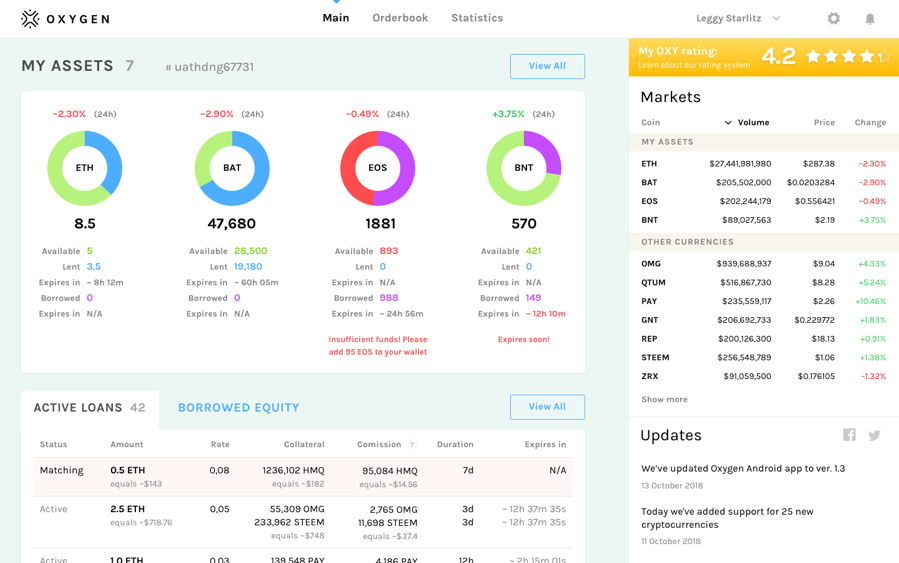 OXYGEN
Main Orderbook Statistics
Leggy Starlitz
MY ASSETS 7 # uathdng67731 View All
−2.30% (24h)
ETH
8.5
Available 5
Lent 3.5
Expires in ~ 8h 12m
Borrowed 0
Expires in N/A
−2.90% (24h)
BAT
47,680
Available 28,500
Lent 19,180
Expires in ~ 60h 05m
Borrowed 0
Expires in N/A
−0.49% (24h)
EOS
1881
Available 893
Lent 0
Expires in N/A
Borrowed 988
Expires in ~ 24h 56m
Insufficient funds! Please
add 95 EOS to your wallet
+3.75% (24h)
BNT
570
Available 421
Lent 0
Expires in N/A
Borrowed 149
Expires in ~ 12h 10m
Expires soon!
ACTIVE LOANS 42 BORROWED EQUITY View All
Status Amount Rate Collateral Comission ? Duration Expires in
Matching 0.5 ETH 0,08 1236,102 HMQ 95,084 HMQ 7d N/A
equals ~$143 equals ~$182 equals ~$14.56
Active 2.5 ETH 0,05 55,309 OMG 2,765 OMG 3d ~ 12h 37m 35s
equals ~$718.76 233,962 STEEM 11,698 STEEM 3d ~ 12h 37m 35s
equals ~$748 equals ~$37.4
Active 1.0 ETH 0,03 139,548 PAY 4,186 PAY 12h ~ 2h 15m 01s
My OXY rating: 4.2
Learn about our rating system
Markets
Coin Volume Price Change
MY ASSETS
ETH $27,441,981,980 $287.38 −2.30%
BAT $205,502,000 $0.0203284 −2.90%
EOS $202,244,179 $0.556421 −0.49%
BNT $89,027,563 $2.19 +3.75%
OTHER CURRENCIES
OMG $939,688,937 $9.04 +4.33%
QTUM $516,867,730 $8.28 +5.24%
PAY $235,559,117 $2.26 +10.46%
GNT $206,692,733 $0.229772 +1.83%
REP $200,126,300 $18.13 +0.91%
STEEM $256,548,789 $1.06 +1.38%
ZRX $91,059,500 $0.176105 −1.32%
Show more
Updates
We've updated Oxygen Android app to ver. 1.3
13 October 2018
Today we've added support for 25 new
cryptocurrencies
11 October 2018